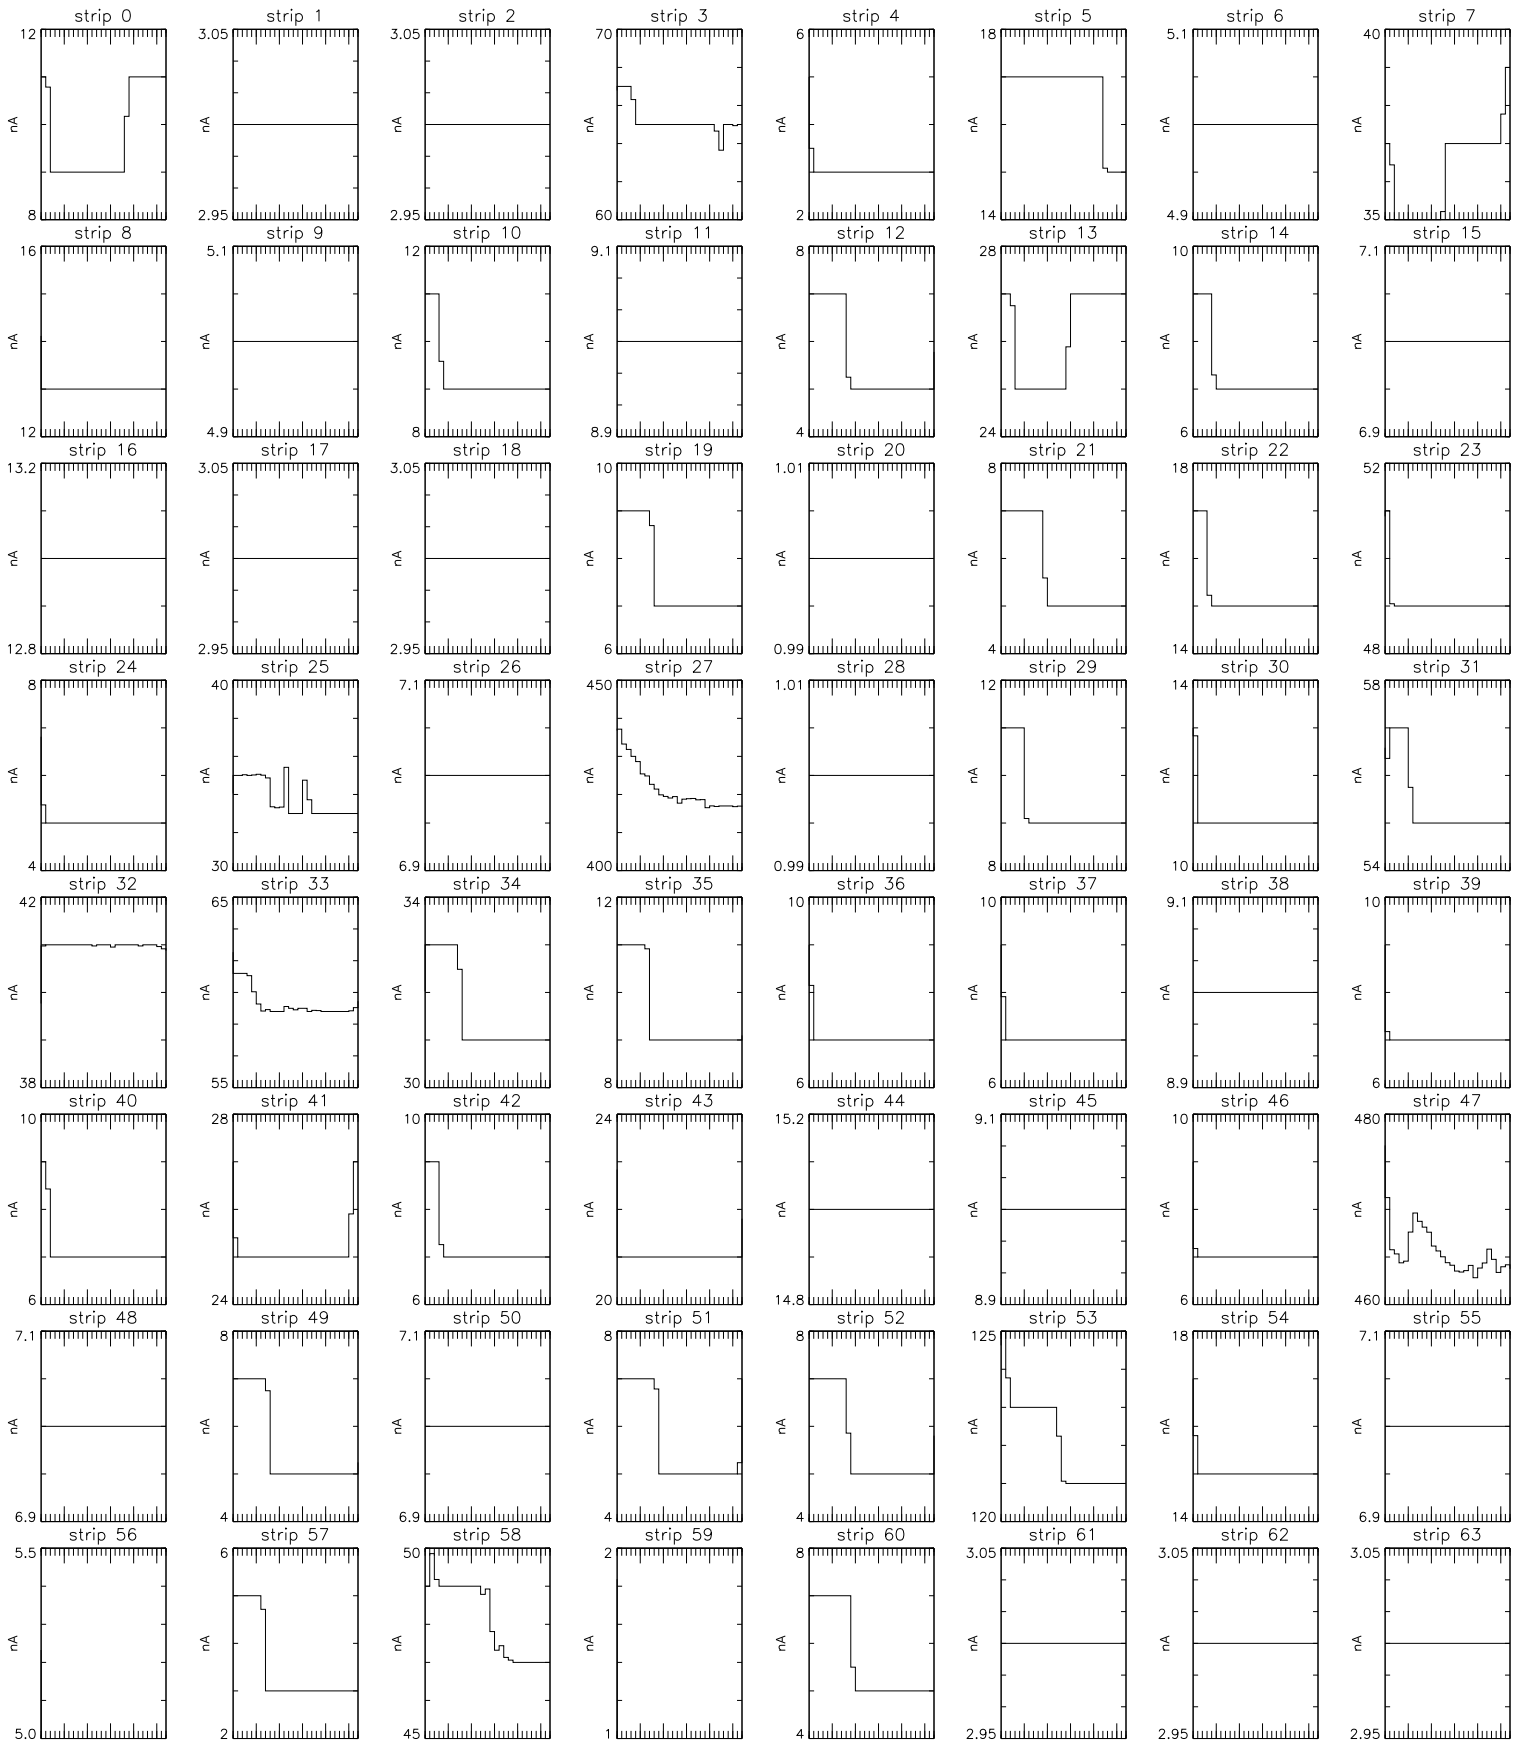 strip 0 strip 1 strip 2 strip 3 strip 4 strip 5 strip 6 strip 7
12 3.05 3.05 70 6 18 5.1 40
nA nA nA nA nA nA nA nA
8 2.95 2.95 60 2 14 4.9 35
strip 8 strip 9 strip 10 strip 11 strip 12 strip 13 strip 14 strip 15
16 5.1 12 9.1 8 28 10 7.1
nA nA nA nA nA nA nA nA
12 4.9 8 8.9 4 24 6 6.9
strip 16 strip 17 strip 18 strip 19 strip 20 strip 21 strip 22 strip 23
13.2 3.05 3.05 10 1.01 8 18 52
nA nA nA nA nA nA nA nA
12.8 2.95 2.95 6 0.99 4 14 48
strip 24 strip 25 strip 26 strip 27 strip 28 strip 29 strip 30 strip 31
8 40 7.1 450 1.01 12 14 58
nA nA nA nA nA nA nA nA
4 30 6.9 400 0.99 8 10 54
strip 32 strip 33 strip 34 strip 35 strip 36 strip 37 strip 38 strip 39
42 65 34 12 10 10 9.1 10
nA nA nA nA nA nA nA nA
38 55 30 8 6 6 8.9 6
strip 40 strip 41 strip 42 strip 43 strip 44 strip 45 strip 46 strip 47
10 28 10 24 15.2 9.1 10 480
nA nA nA nA nA nA nA nA
6 24 6 20 14.8 8.9 6 460
strip 48 strip 49 strip 50 strip 51 strip 52 strip 53 strip 54 strip 55
7.1 8 7.1 8 8 125 18 7.1
nA nA nA nA nA nA nA nA
6.9 4 6.9 4 4 120 14 6.9
strip 56 strip 57 strip 58 strip 59 strip 60 strip 61 strip 62 strip 63
5.5 6 50 2 8 3.05 3.05 3.05
nA nA nA nA nA nA nA nA
5.0 2 45 1 4 2.95 2.95 2.95